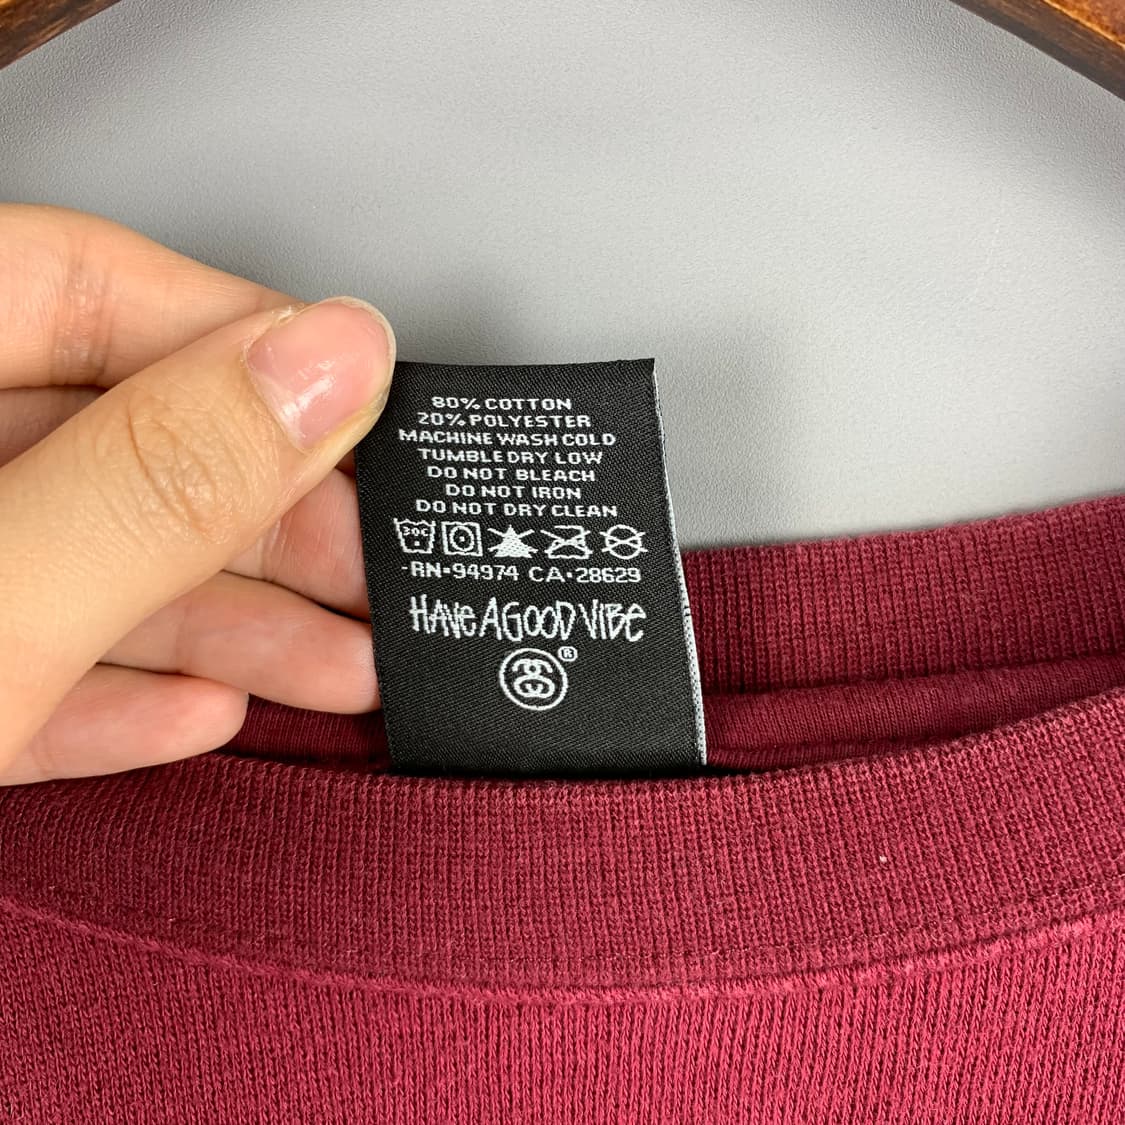 80% COTTON
20% POLYESTER
MACHINE WASH COLD
TUMBLE DRY LOW
DO NOT BLEACH
DO NOT IRON
DO NOT DRY CLEAN
30C
-RN•94974 CA•28629
HAVE A GOOD VIBE
®